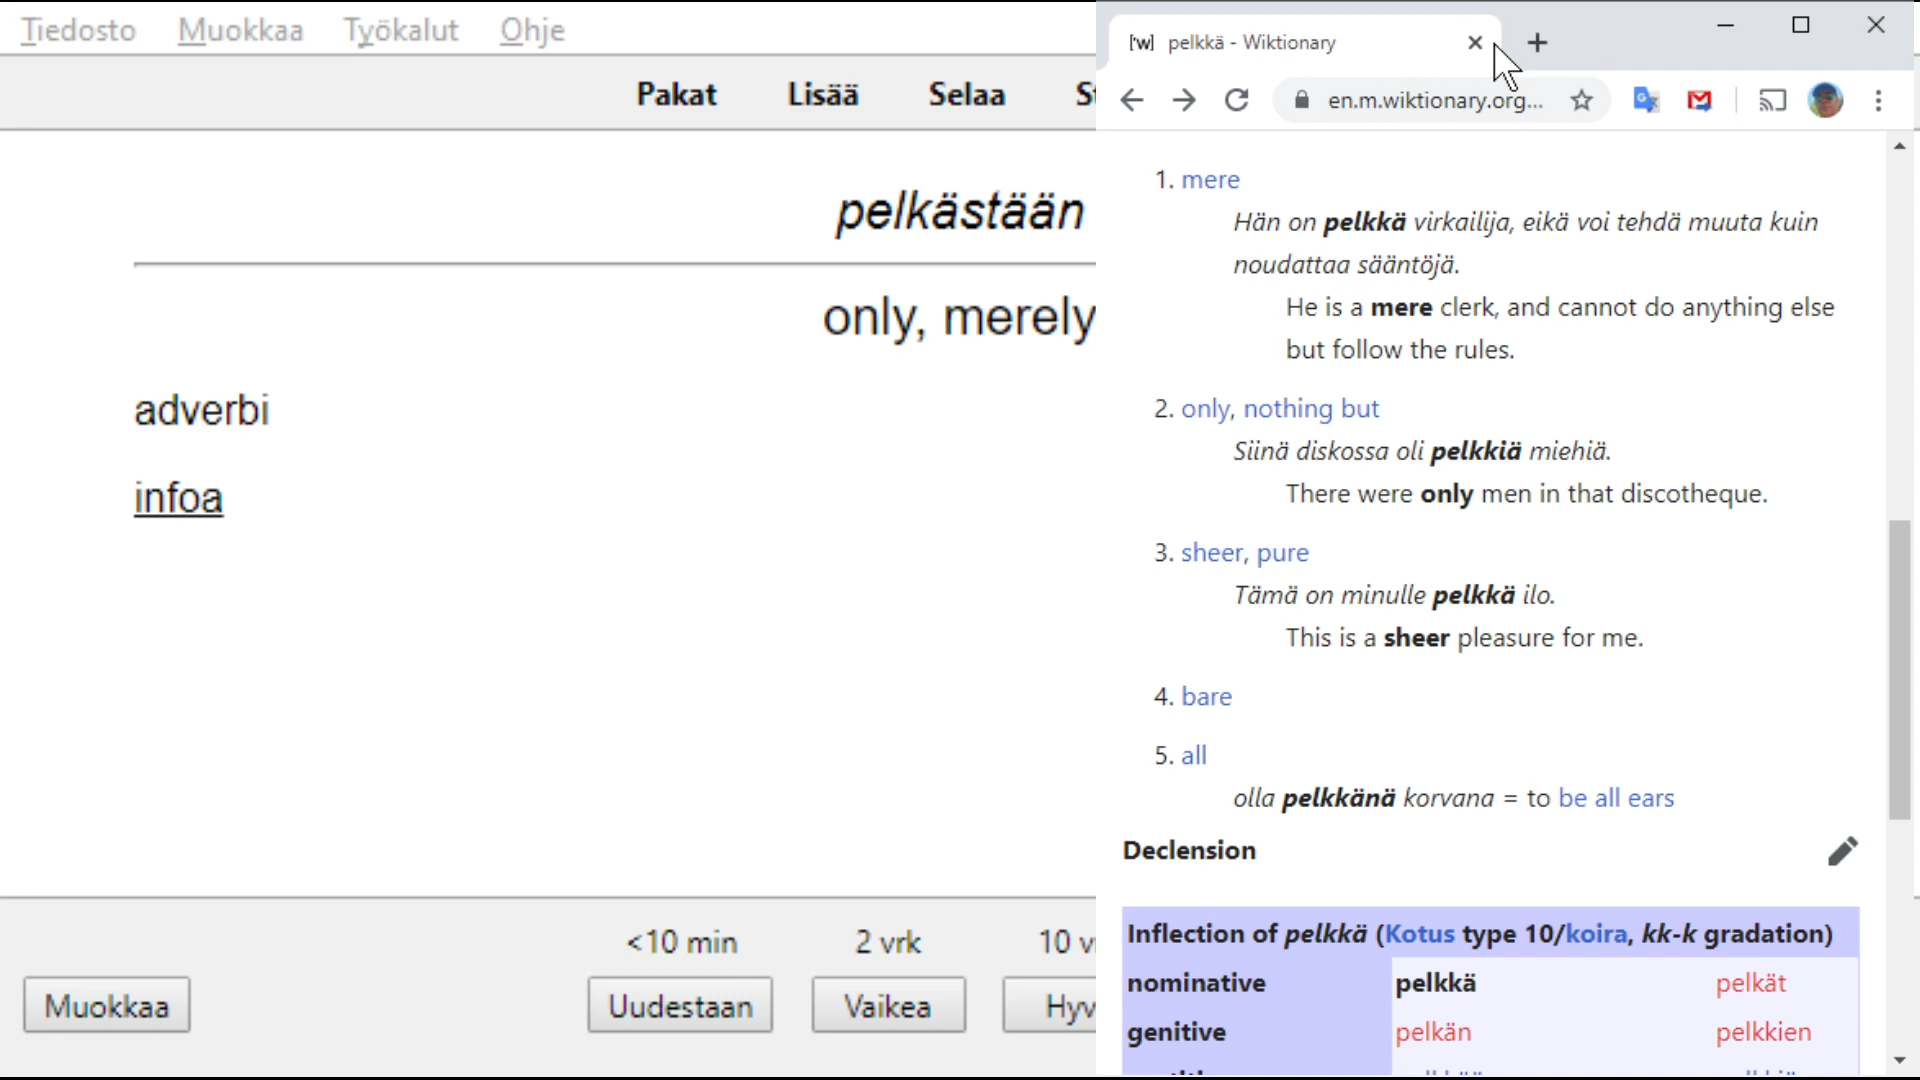 Tiedosto Muokkaa Työkalut Ohje
Pakat Lisää Selaa
pelkästään
only, merely
adverbi
infoa
<10 min 2 vrk 10
Muokkaa Uudestaan Vaikea Hyv
['w] pelkkä - Wiktionary
en.m.wiktionary.org...
1. mere
Hän on pelkkä virkailija, eikä voi tehdä muuta kuin
noudattaa sääntöjä.
He is a mere clerk, and cannot do anything else
but follow the rules.
2. only, nothing but
Siinä diskossa oli pelkkiä miehiä.
There were only men in that discotheque.
3. sheer, pure
Tämä on minulle pelkkä ilo.
This is a sheer pleasure for me.
4. bare
5. all
olla pelkkänä korvana = to be all ears
Declension
Inflection of pelkkä (Kotus type 10/koira, kk-k gradation)
nominative pelkkä pelkät
genitive pelkän pelkkien